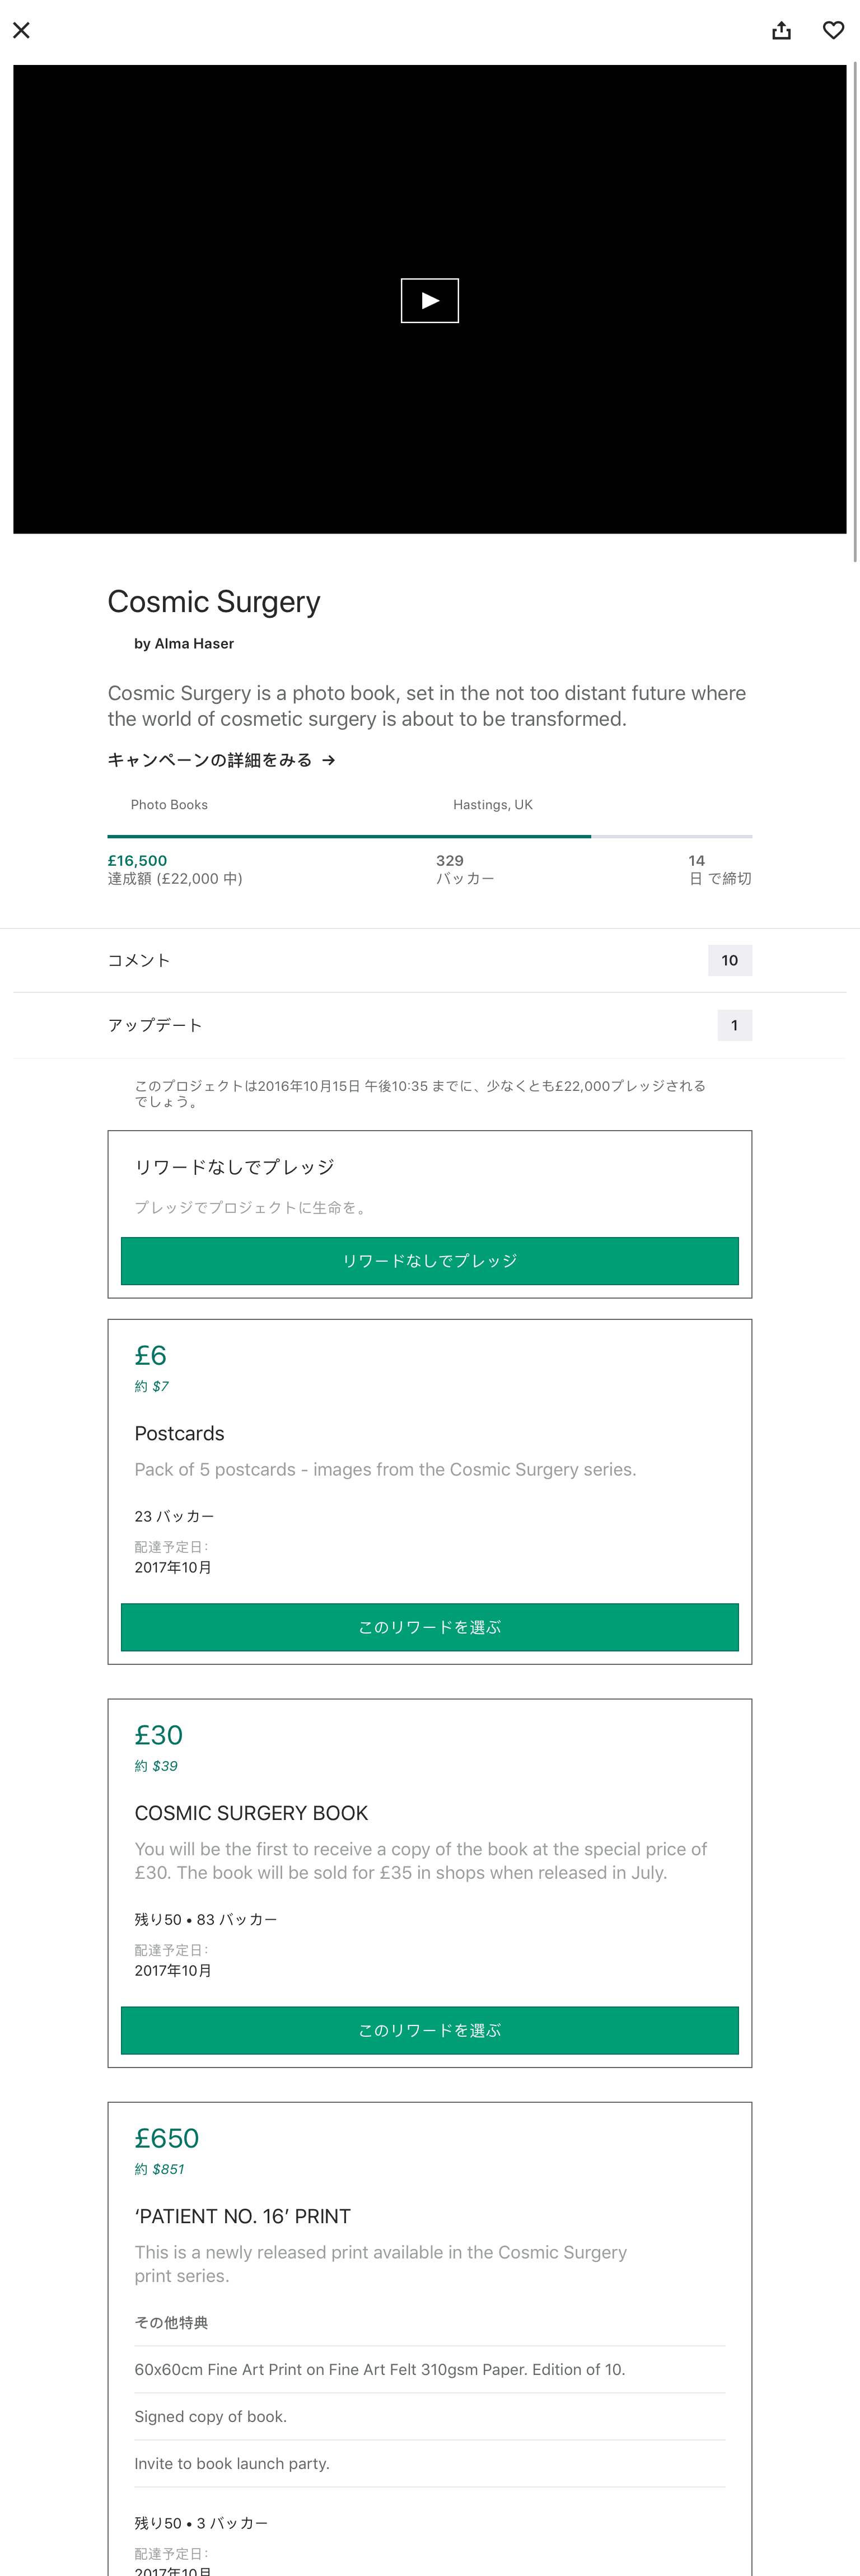 Cosmic Surgery
by Alma Haser
Cosmic Surgery is a photo book, set in the not too distant future where
the world of cosmetic surgery is about to be transformed.
キャンペーンの詳細をみる →
Photo Books
Hastings, UK
£16,500
達成額 (£22,000 中)
329
バッカー
14
日 で締切
コメント
10
アップデート
1
このプロジェクトは2016年10月15日 午後10:35 までに、少なくとも£22,000プレッジされる
でしょう。
リワードなしでプレッジ
プレッジでプロジェクトに生命を。
リワードなしでプレッジ
£6
約 $7
Postcards
Pack of 5 postcards - images from the Cosmic Surgery series.
23 バッカー
配達予定日:
2017年10月
このリワードを選ぶ
£30
約 $39
COSMIC SURGERY BOOK
You will be the first to receive a copy of the book at the special price of
£30. The book will be sold for £35 in shops when released in July.
残り50 • 83 バッカー
配達予定日:
2017年10月
このリワードを選ぶ
£650
約 $851
‘PATIENT NO. 16’ PRINT
This is a newly released print available in the Cosmic Surgery
print series.
その他特典
60x60cm Fine Art Print on Fine Art Felt 310gsm Paper. Edition of 10.
Signed copy of book.
Invite to book launch party.
残り50 • 3 バッカー
配達予定日:
2017年10月